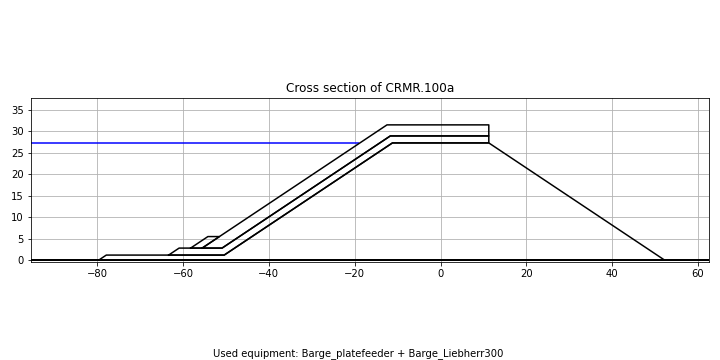 Cross section of CRMR.100a
35
30
25
20
15
10
5
0
−80 −60 −40 −20 0 20 40 60
Used equipment: Barge_platefeeder + Barge_Liebherr300